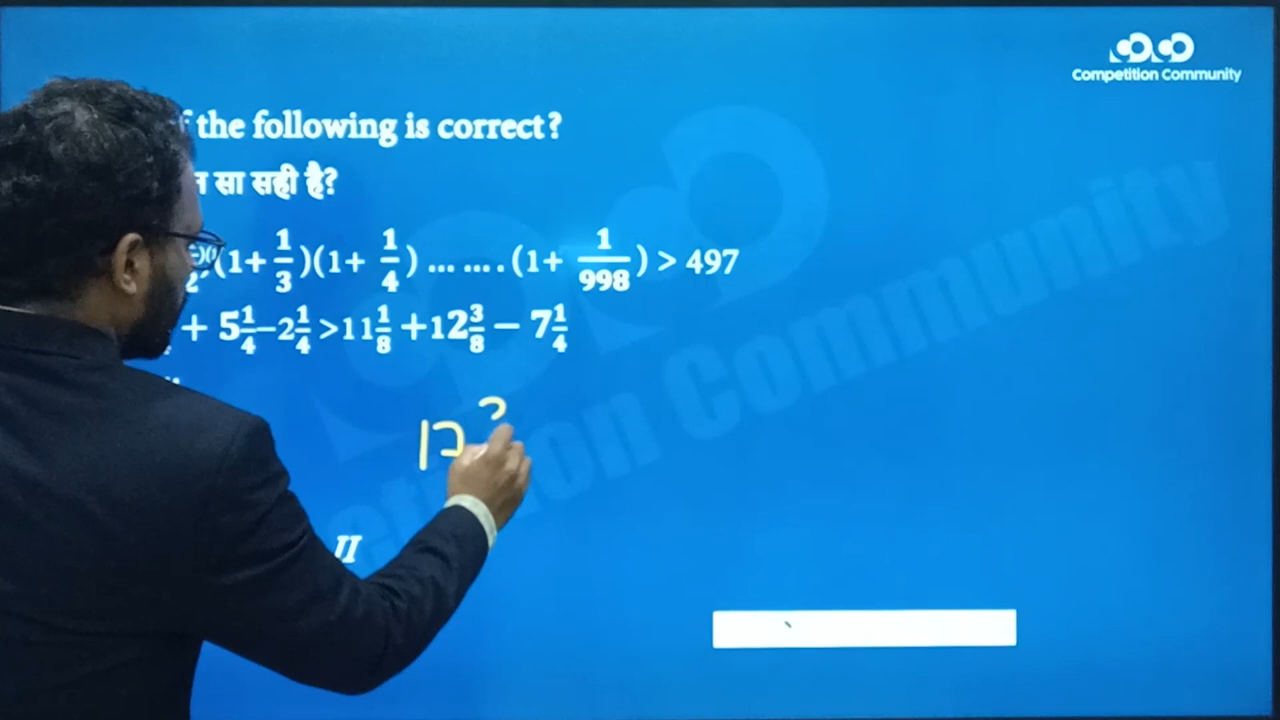 Competition Community
the following is correct?
सा सही है?
(1+ 1/3)(1+ 1/4) ... ... . (1+ 1/998) > 497
+ 5 1/4 − 2 1/4 > 11 1/8 + 12 3/8 − 7 1/4
12
II
Community